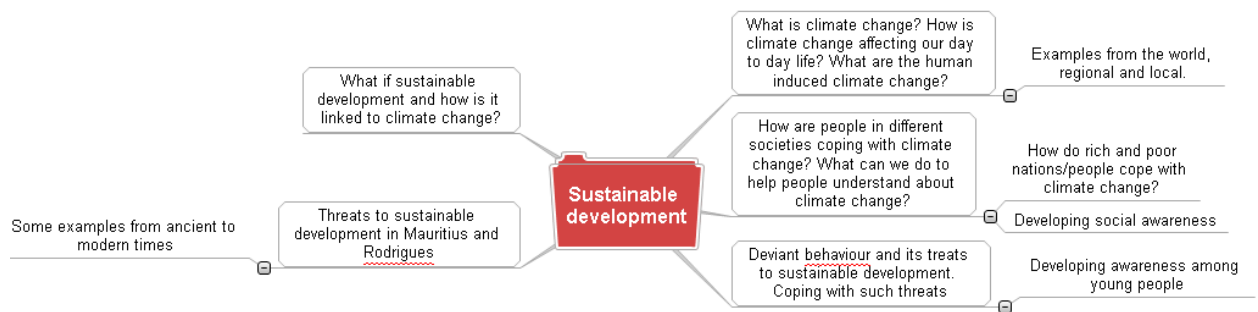 What if sustainable
development and how is it
linked to climate change?
Threats to sustainable
development in Mauritius and
Rodrigues
Some examples from ancient to
modern times
Sustainable
development
What is climate change? How is
climate change affecting our day
to day life? What are the human
induced climate change?
Examples from the world,
regional and local.
How are people in different
societies coping with climate
change? What can we do to
help people understand about
climate change?
How do rich and poor
nations/people cope with
climate change?
Developing social awareness
Deviant behaviour and its treats
to sustainable development.
Coping with such threats
Developing awareness among
young people